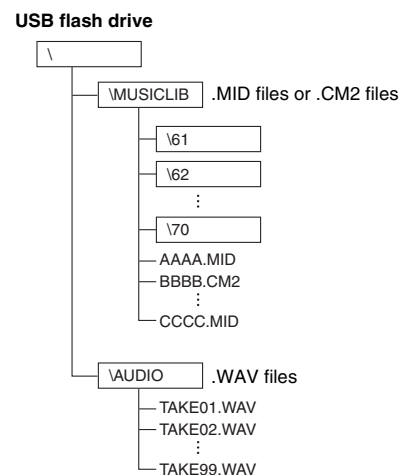 USB flash drive
\
\MUSICLIB .MID files or .CM2 files
\61
\62
⋮
\70
AAAA.MID
BBBB.CM2
⋮
CCCC.MID
\AUDIO .WAV files
TAKE01.WAV
TAKE02.WAV
⋮
TAKE99.WAV